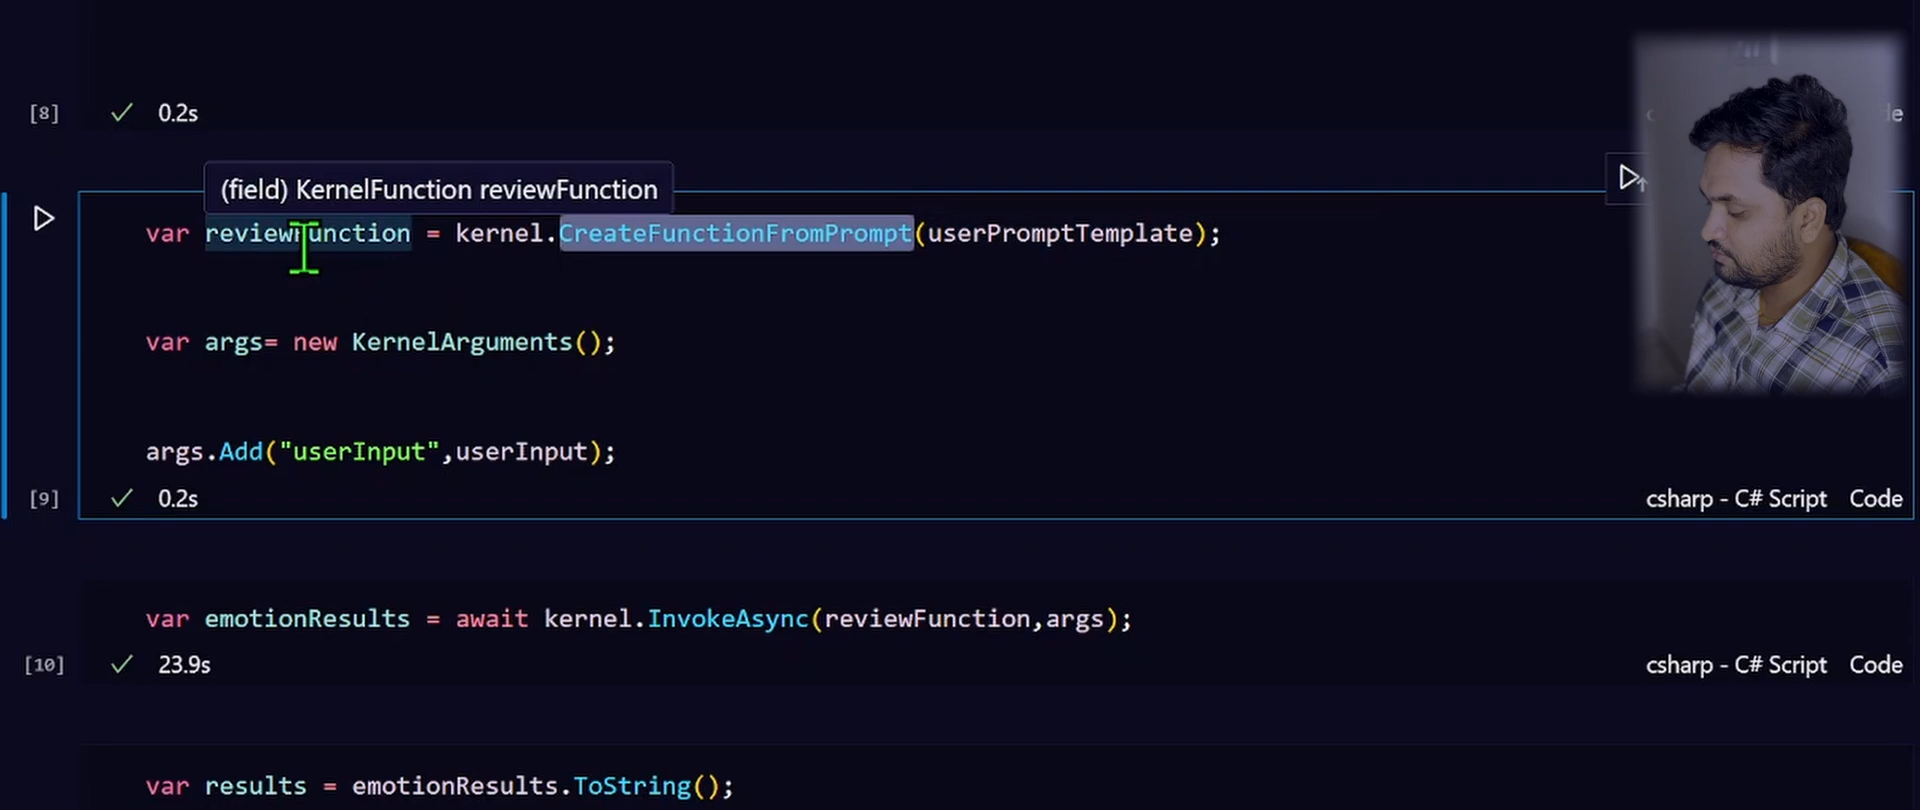 [8] 0.2s
(field) KernelFunction reviewFunction
var reviewFunction = kernel.CreateFunctionFromPrompt(userPromptTemplate);
var args= new KernelArguments();
args.Add("userInput",userInput);
[9] 0.2s csharp - C# Script Code
var emotionResults = await kernel.InvokeAsync(reviewFunction,args);
[10] 23.9s csharp - C# Script Code
var results = emotionResults.ToString();